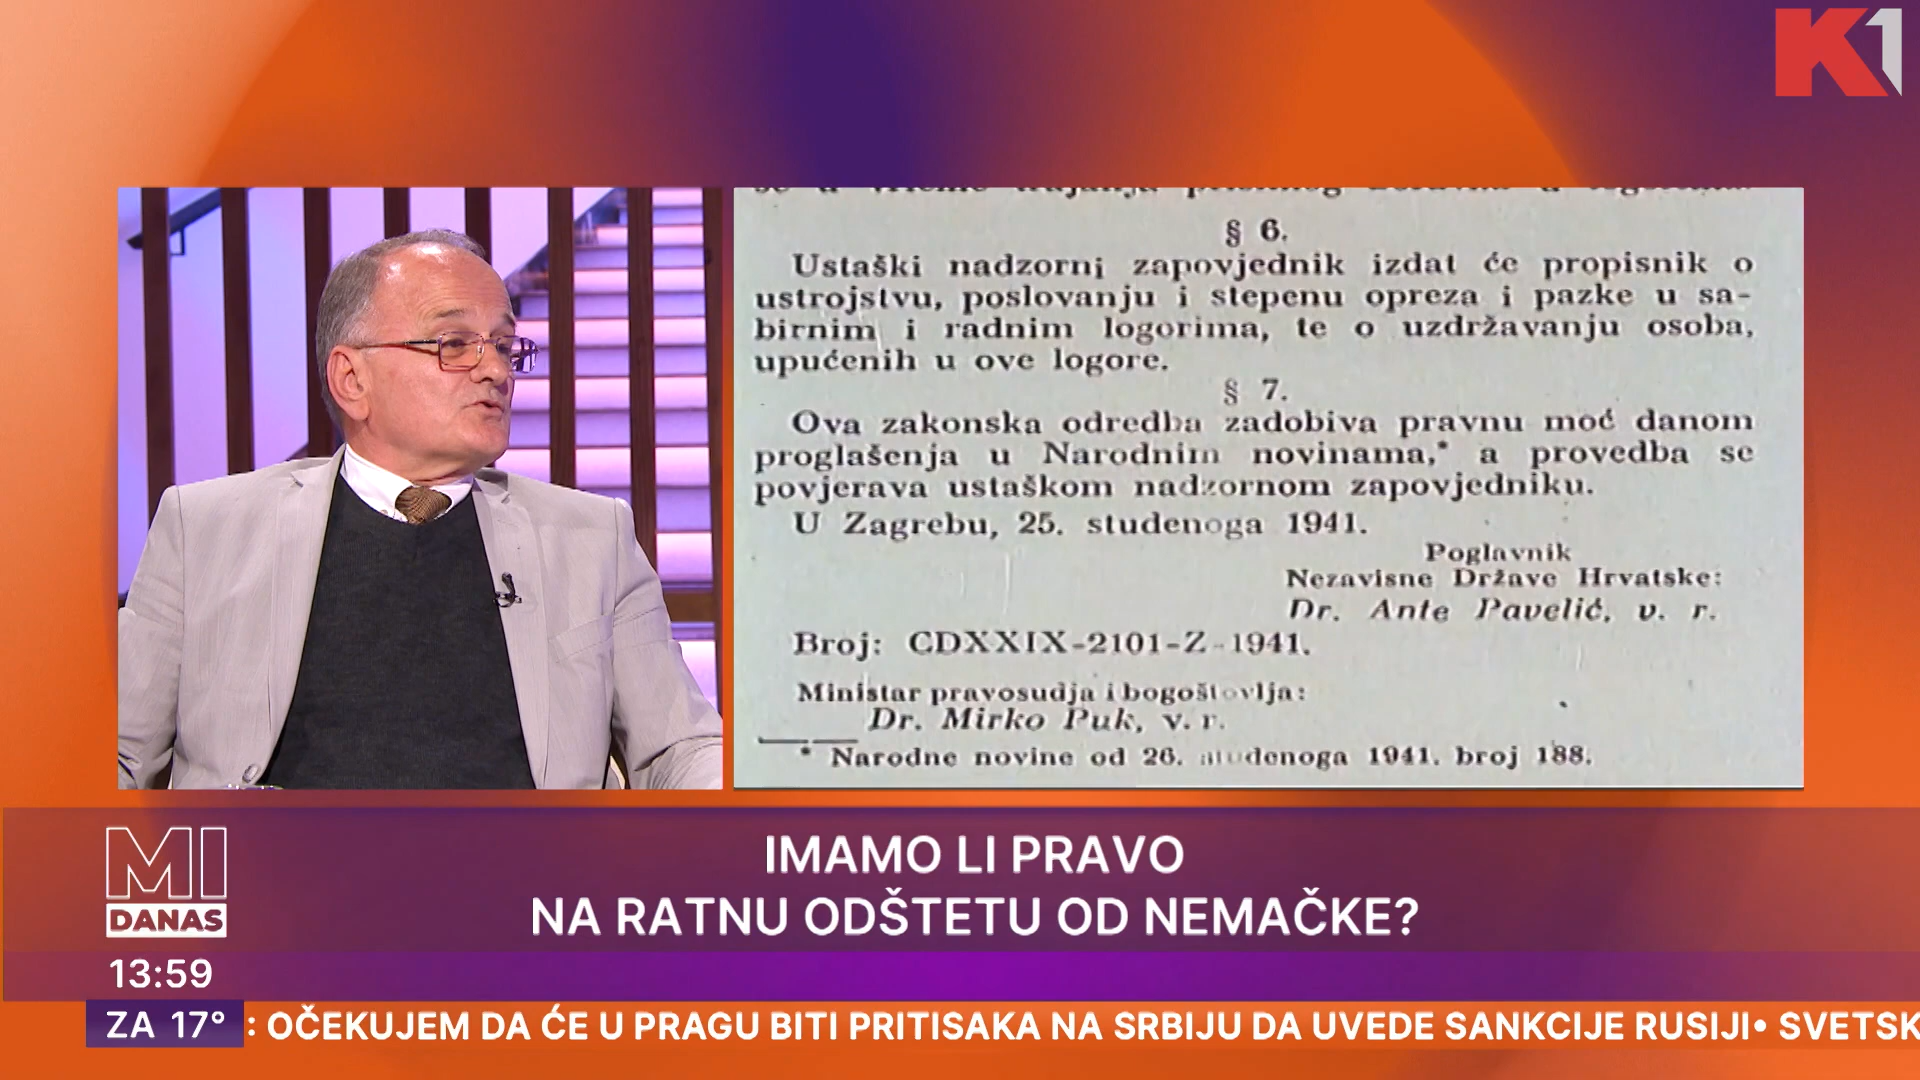 K1
§ 6.
Ustaški nadzorni zapovjednik izdat će propisnik o
ustrojstvu, poslovanju i stepenu opreza i pazke u sa-
birnim i radnim logorima, te o uzdržavanju osoba,
upućenih u ove logore.
§ 7.
Ova zakonska odredba zadobiva pravnu moć danom
proglašenja u Narodnim novinama,* a provedba se
povjerava ustaškom nadzornom zapovjedniku.
U Zagrebu, 25. studenoga 1941.
Poglavnik
Nezavisne Države Hrvatske:
Dr. Ante Pavelić, v. r.
Broj: CDXXIX-2101-Z-1941.
Ministar pravosudja i bogoštovlja:
Dr. Mirko Puk, v. r.
* Narodne novine od 26. studenoga 1941. broj 188.
IMAMO LI PRAVO
NA RATNU ODŠTETU OD NEMAČKE?
MI
DANAS
13:59
ZA 17° : OČEKUJEM DA ĆE U PRAGU BITI PRITISAKA NA SRBIJU DA UVEDE SANKCIJE RUSIJI• SVETSK